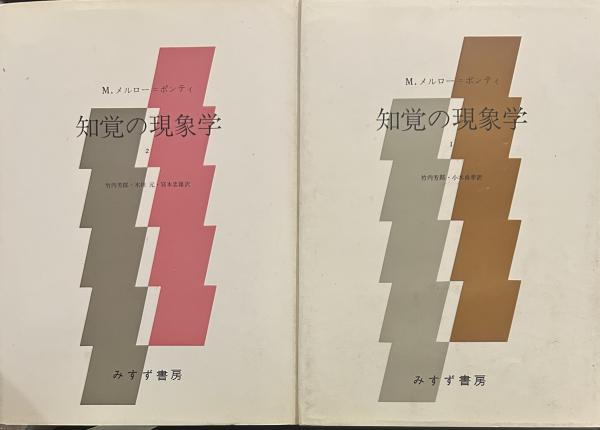 M. メルロー=ポンティ
知覚の現象学
2
竹内芳郎・木田 元・宮本忠雄訳
みすず書房
M. メルロー=ポンティ
知覚の現象学
1
竹内芳郎・小木貞孝訳
みすず書房